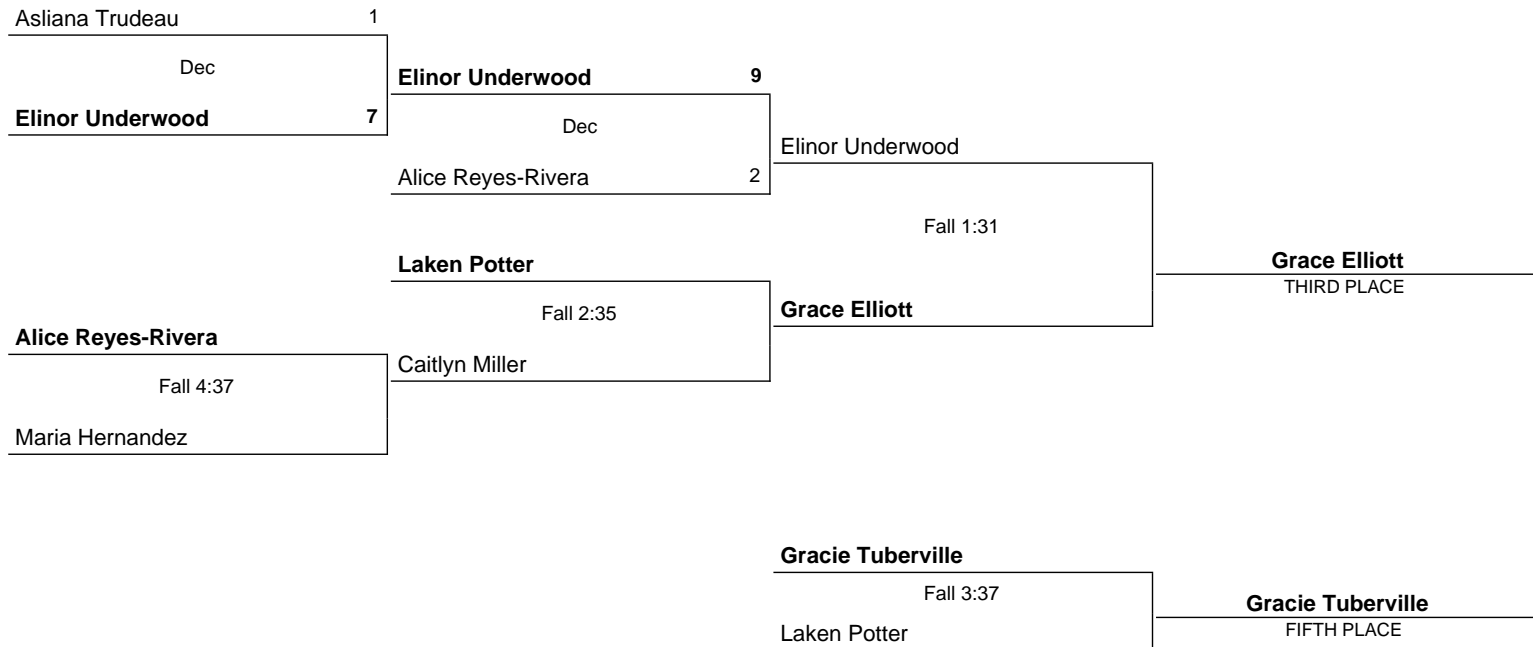 Asliana Trudeau 1
Dec
Elinor Underwood 7
Elinor Underwood 9
Dec
Alice Reyes-Rivera 2
Elinor Underwood
Fall 1:31
Grace Elliott
Grace Elliott
THIRD PLACE
Laken Potter
Fall 2:35
Caitlyn Miller
Alice Reyes-Rivera
Fall 4:37
Maria Hernandez
Gracie Tuberville
Fall 3:37
Laken Potter
Gracie Tuberville
FIFTH PLACE